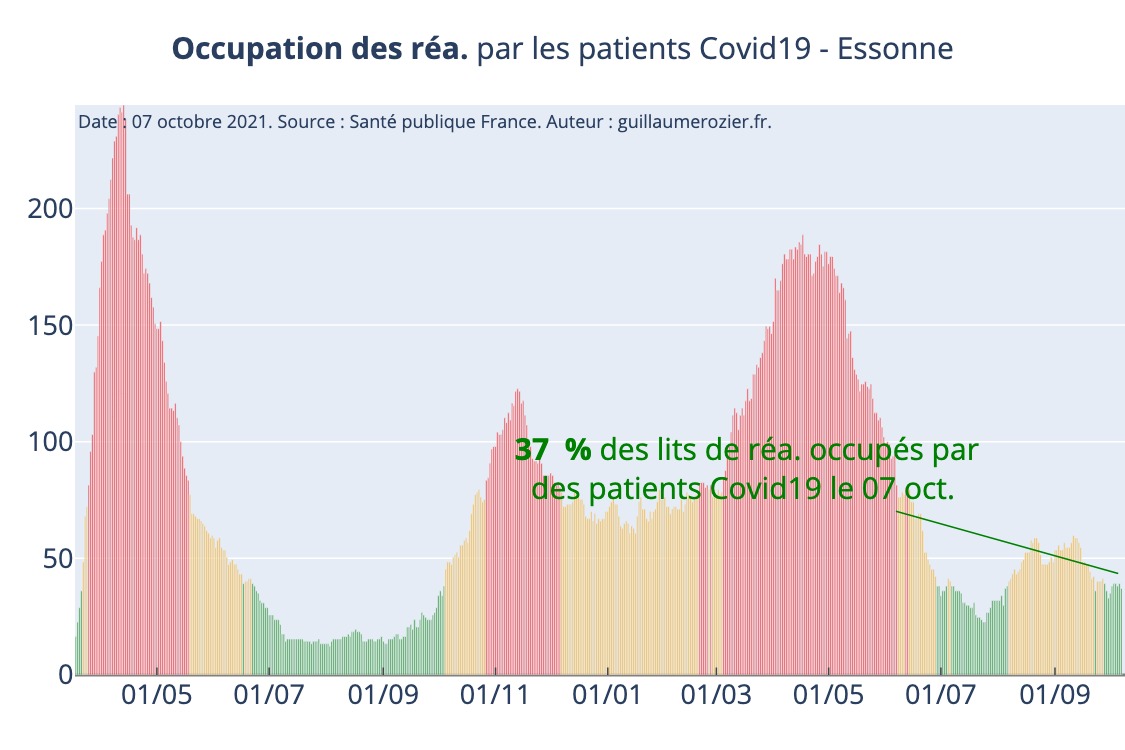 Occupation des réa. par les patients Covid19 - Essonne
Date : 07 octobre 2021. Source : Santé publique France. Auteur : guillaumerozier.fr.
200
150
100
50
0
37 % des lits de réa. occupés par
des patients Covid19 le 07 oct.
01/05 01/07 01/09 01/11 01/01 01/03 01/05 01/07 01/09